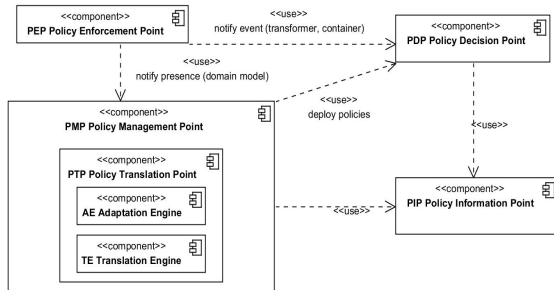 <<component>>
PEP Policy Enforcement Point
<<use>>
notify event (transformer, container)
<<component>>
PDP Policy Decision Point
<<use>>
notify presence (domain model)
<<component>>
PMP Policy Management Point
<<use>>
deploy policies
<<use>>
<<component>>
PTP Policy Translation Point
<<component>>
AE Adaptation Engine
<<component>>
TE Translation Engine
<<use>>
<<component>>
PIP Policy Information Point